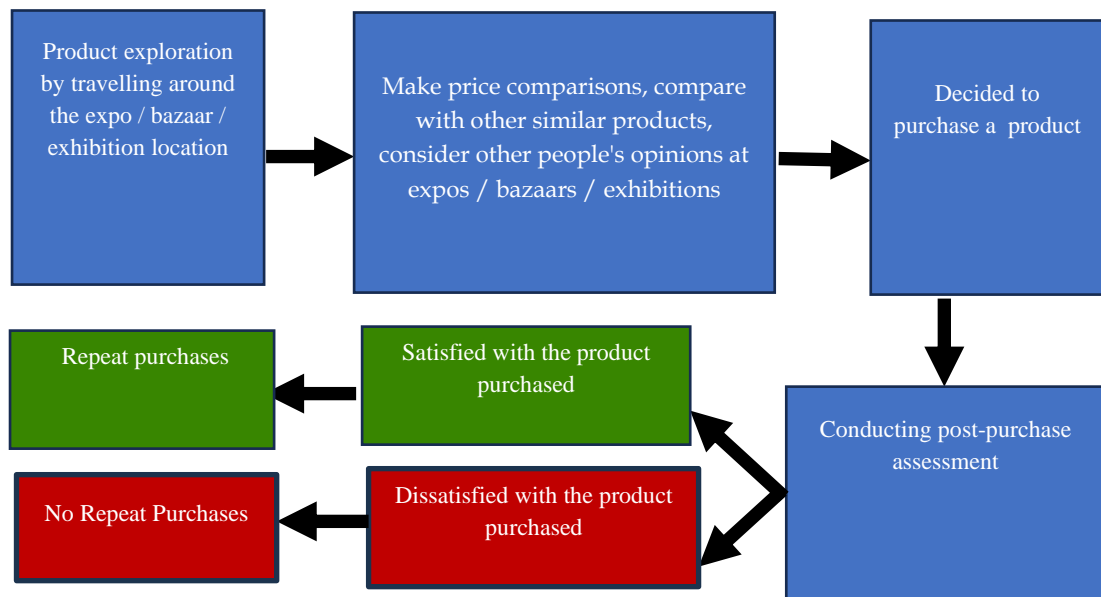 Product exploration
by travelling around
the expo / bazaar /
exhibition location
Make price comparisons, compare
with other similar products,
consider other people's opinions at
expos / bazaars / exhibitions
Decided to
purchase a product
Repeat purchases
Satisfied with the product
purchased
Conducting post-purchase
assessment
No Repeat Purchases
Dissatisfied with the product
purchased